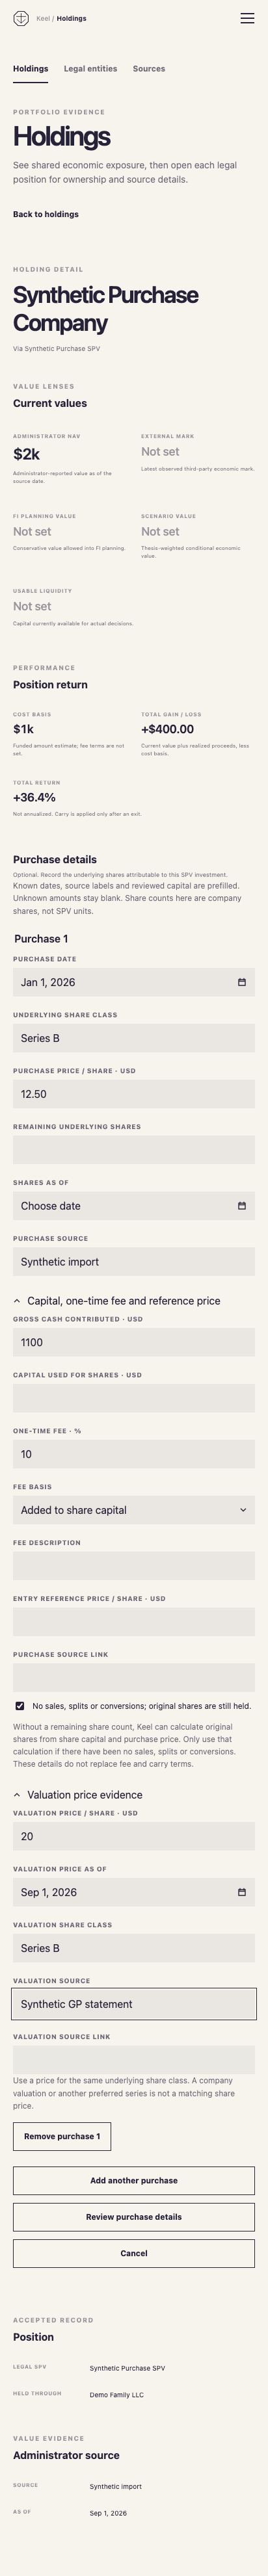 Keel / Holdings
Holdings Legal entities Sources
PORTFOLIO EVIDENCE
Holdings
See shared economic exposure, then open each legal
position for ownership and source details.
Back to holdings
HOLDING DETAIL
Synthetic Purchase
Company
Via Synthetic Purchase SPV
VALUE LENSES
Current values
ADMINISTRATOR NAV
$2k
Administrator-reported value as of the
source date.
EXTERNAL MARK
Not set
Latest observed third-party economic mark.
FI PLANNING VALUE
Not set
Conservative value allowed into FI planning.
SCENARIO VALUE
Not set
Thesis-weighted conditional economic
value.
USABLE LIQUIDITY
Not set
Capital currently available for actual decisions.
PERFORMANCE
Position return
COST BASIS
$1k
Funded amount estimate; fee terms are not
set.
TOTAL GAIN / LOSS
+$400.00
Current value plus realized proceeds, less
cost basis.
TOTAL RETURN
+36.4%
Not annualized. Carry is applied only after an exit.
Purchase details
Optional. Record the underlying shares attributable to this SPV investment.
Known dates, source labels and reviewed capital are prefilled.
Unknown amounts stay blank. Share counts here are company
shares, not SPV units.
Purchase 1
PURCHASE DATE
Jan 1, 2026
UNDERLYING SHARE CLASS
Series B
PURCHASE PRICE / SHARE · USD
12.50
REMAINING UNDERLYING SHARES
SHARES AS OF
Choose date
PURCHASE SOURCE
Synthetic import
Capital, one-time fee and reference price
GROSS CASH CONTRIBUTED · USD
1100
CAPITAL USED FOR SHARES · USD
ONE-TIME FEE · %
10
FEE BASIS
Added to share capital
FEE DESCRIPTION
ENTRY REFERENCE PRICE / SHARE · USD
PURCHASE SOURCE LINK
No sales, splits or conversions; original shares are still held.
Without a remaining share count, Keel can calculate original
shares from share capital and purchase price. Only use that
calculation if there have been no sales, splits or conversions.
These details do not replace fee and carry terms.
Valuation price evidence
VALUATION PRICE / SHARE · USD
20
VALUATION PRICE AS OF
Sep 1, 2026
VALUATION SHARE CLASS
Series B
VALUATION SOURCE
Synthetic GP statement
VALUATION SOURCE LINK
Use a price for the same underlying share class. A company
valuation or another preferred series is not a matching share
price.
Remove purchase 1
Add another purchase
Review purchase details
Cancel
ACCEPTED RECORD
Position
LEGAL SPV Synthetic Purchase SPV
HELD THROUGH Demo Family LLC
VALUE EVIDENCE
Administrator source
SOURCE Synthetic import
AS OF Sep 1, 2026